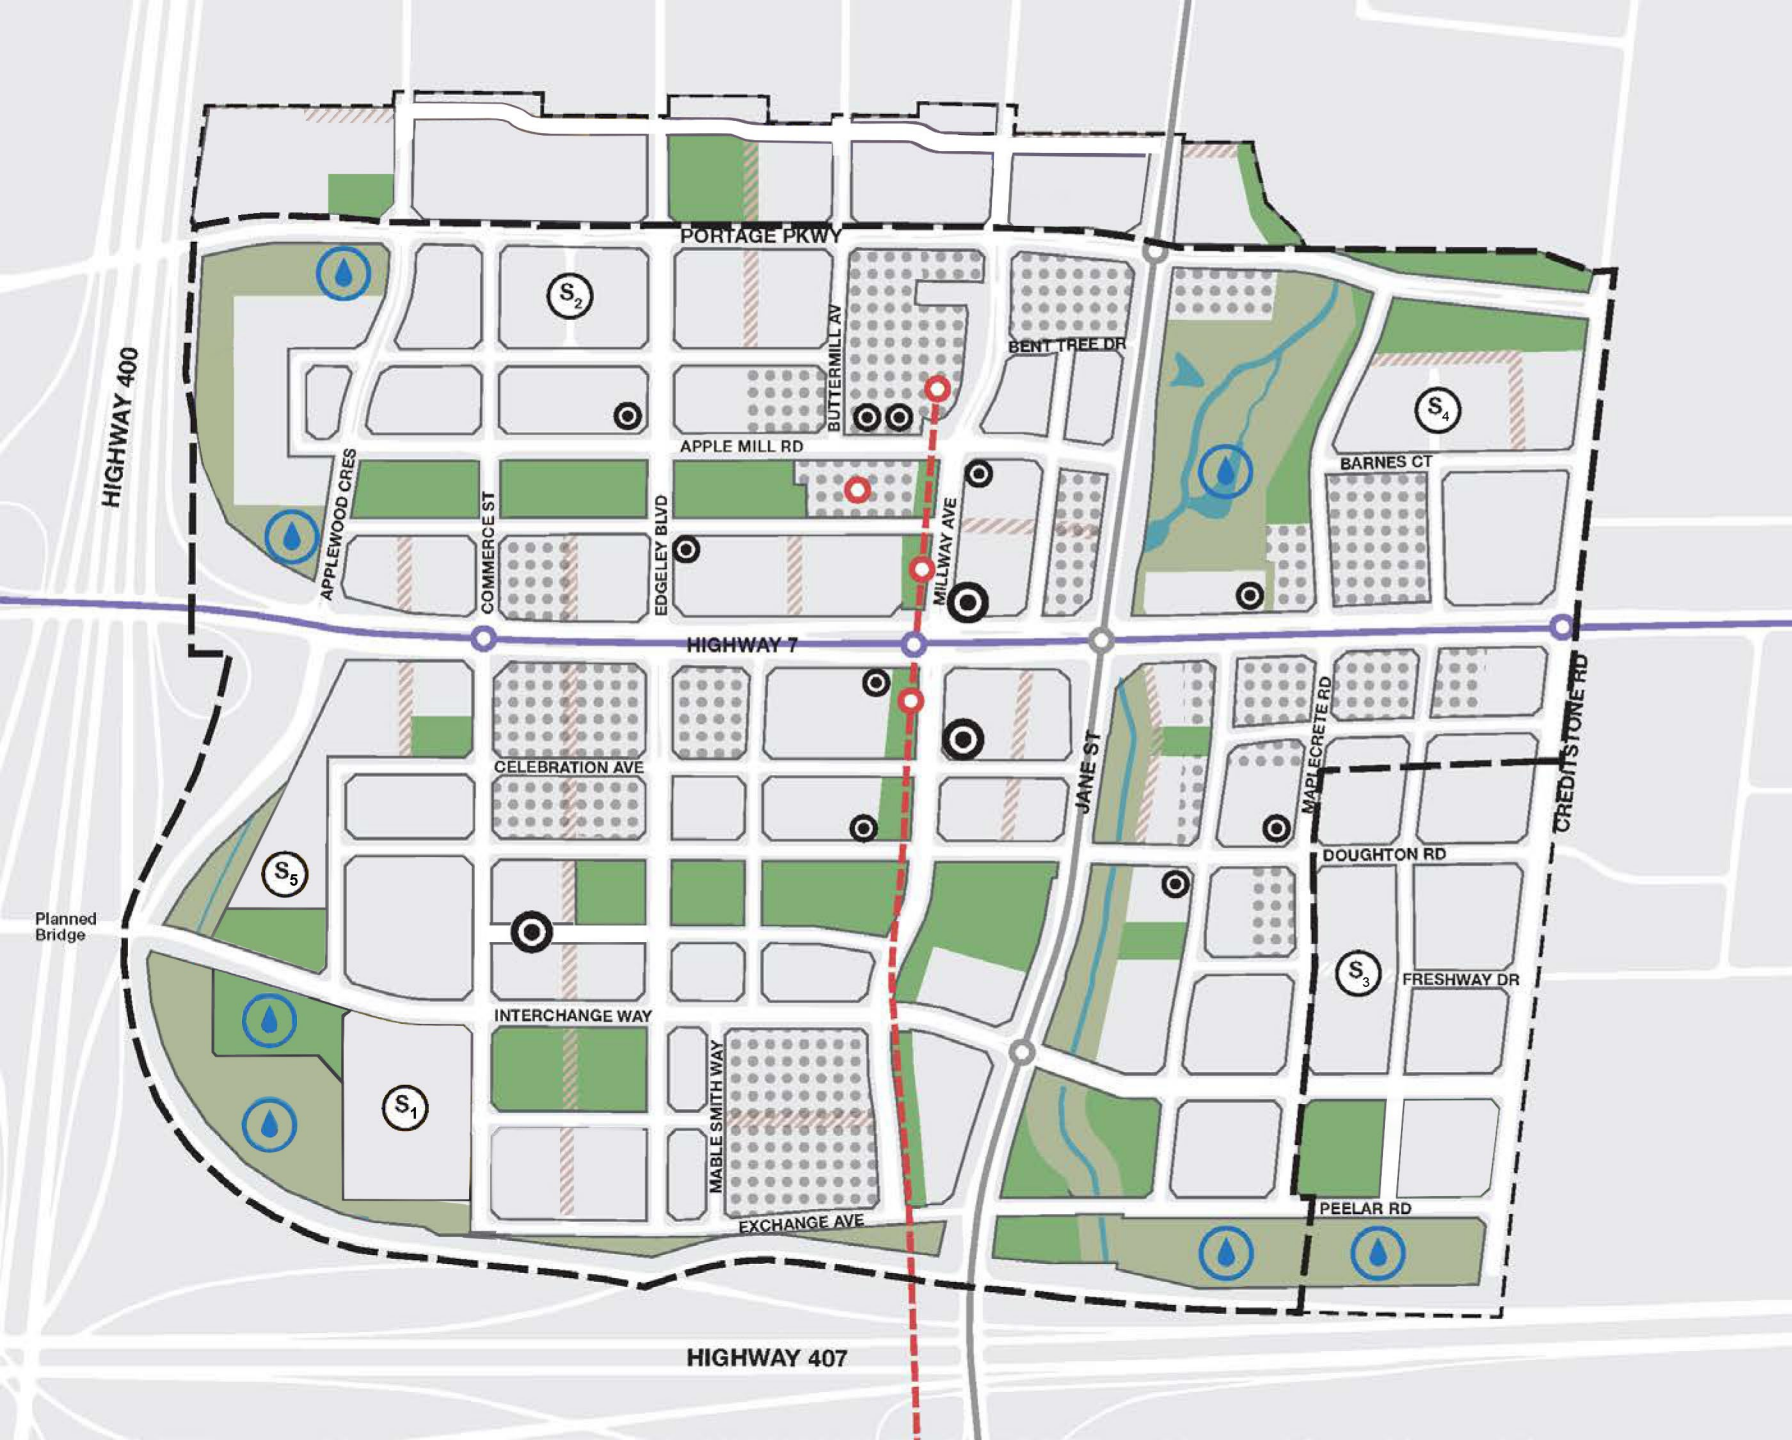 PORTAGE PKWY
S2
BUTTERMILL AV
BENT TREE DR
HIGHWAY 400
S4
APPLE MILL RD
BARNES CT
APPLEWOOD CRES
COMMERCE ST
EDGELEY BLVD
MILLWAY AVE
HIGHWAY 7
CELEBRATION AVE
JANE ST
MAPLECRETE RD
CREDITSTONE RD
DOUGHTON RD
S5
Planned
Bridge
S3
FRESHWAY DR
INTERCHANGE WAY
MABLE SMITH WAY
S1
EXCHANGE AVE
PEELAR RD
HIGHWAY 407